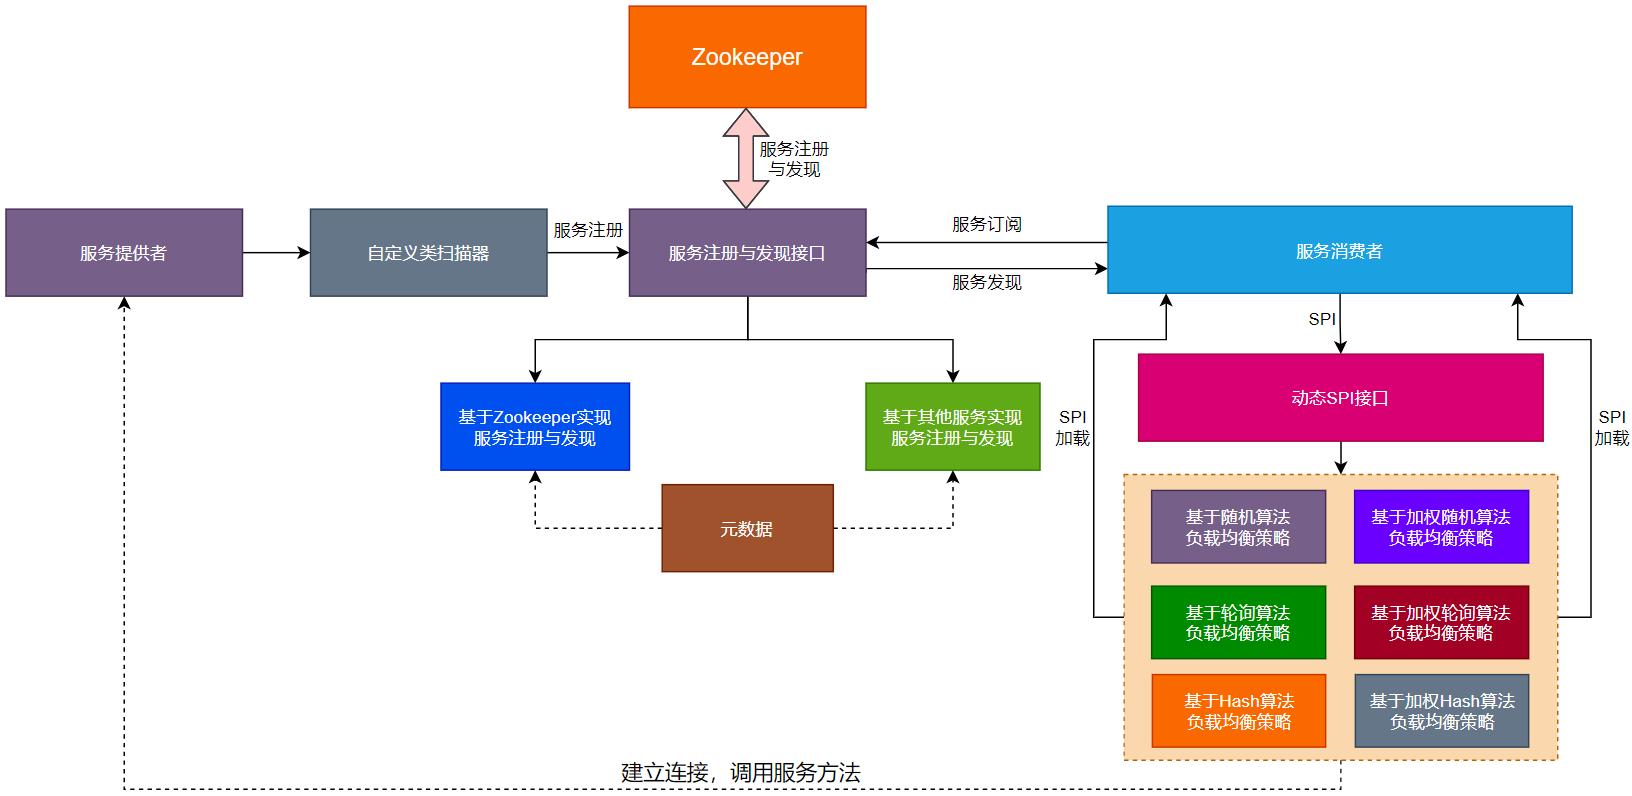 Zookeeper
服务注册
与发现
服务提供者
自定义类扫描器
服务注册
服务注册与发现接口
服务订阅
服务发现
服务消费者
SPI
基于Zookeeper实现
服务注册与发现
基于其他服务实现
服务注册与发现
元数据
动态SPI接口
SPI
加载
SPI
加载
基于随机算法
负载均衡策略
基于加权随机算法
负载均衡策略
基于轮询算法
负载均衡策略
基于加权轮询算法
负载均衡策略
基于Hash算法
负载均衡策略
基于加权Hash算法
负载均衡策略
建立连接，调用服务方法